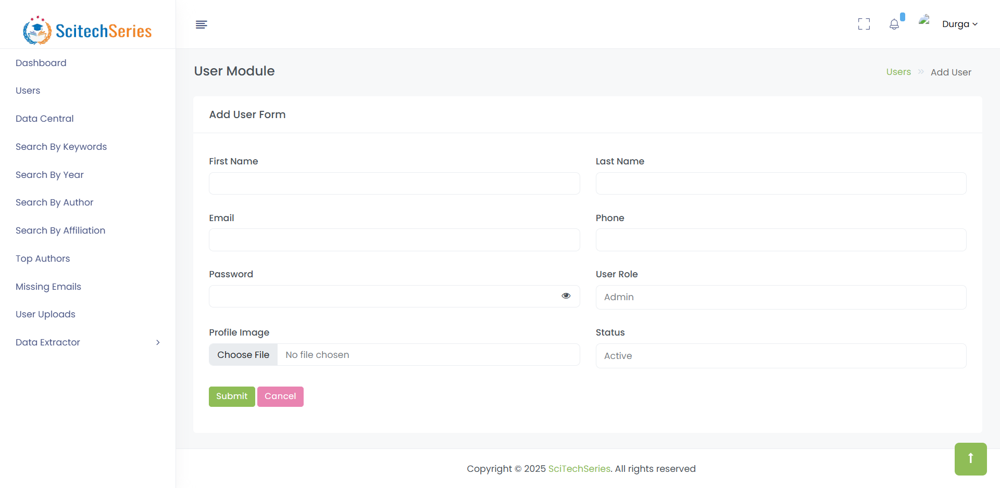 SciTechSeries
Dashboard
Users
Data Central
Search By Keywords
Search By Year
Search By Author
Search By Affiliation
Top Authors
Missing Emails
User Uploads
Data Extractor
Durga
User Module
Users » Add User
Add User Form
First Name
Last Name
Email
Phone
Password
User Role
Admin
Profile Image
Choose File No file chosen
Status
Active
Submit Cancel
Copyright © 2025 SciTechSeries. All rights reserved